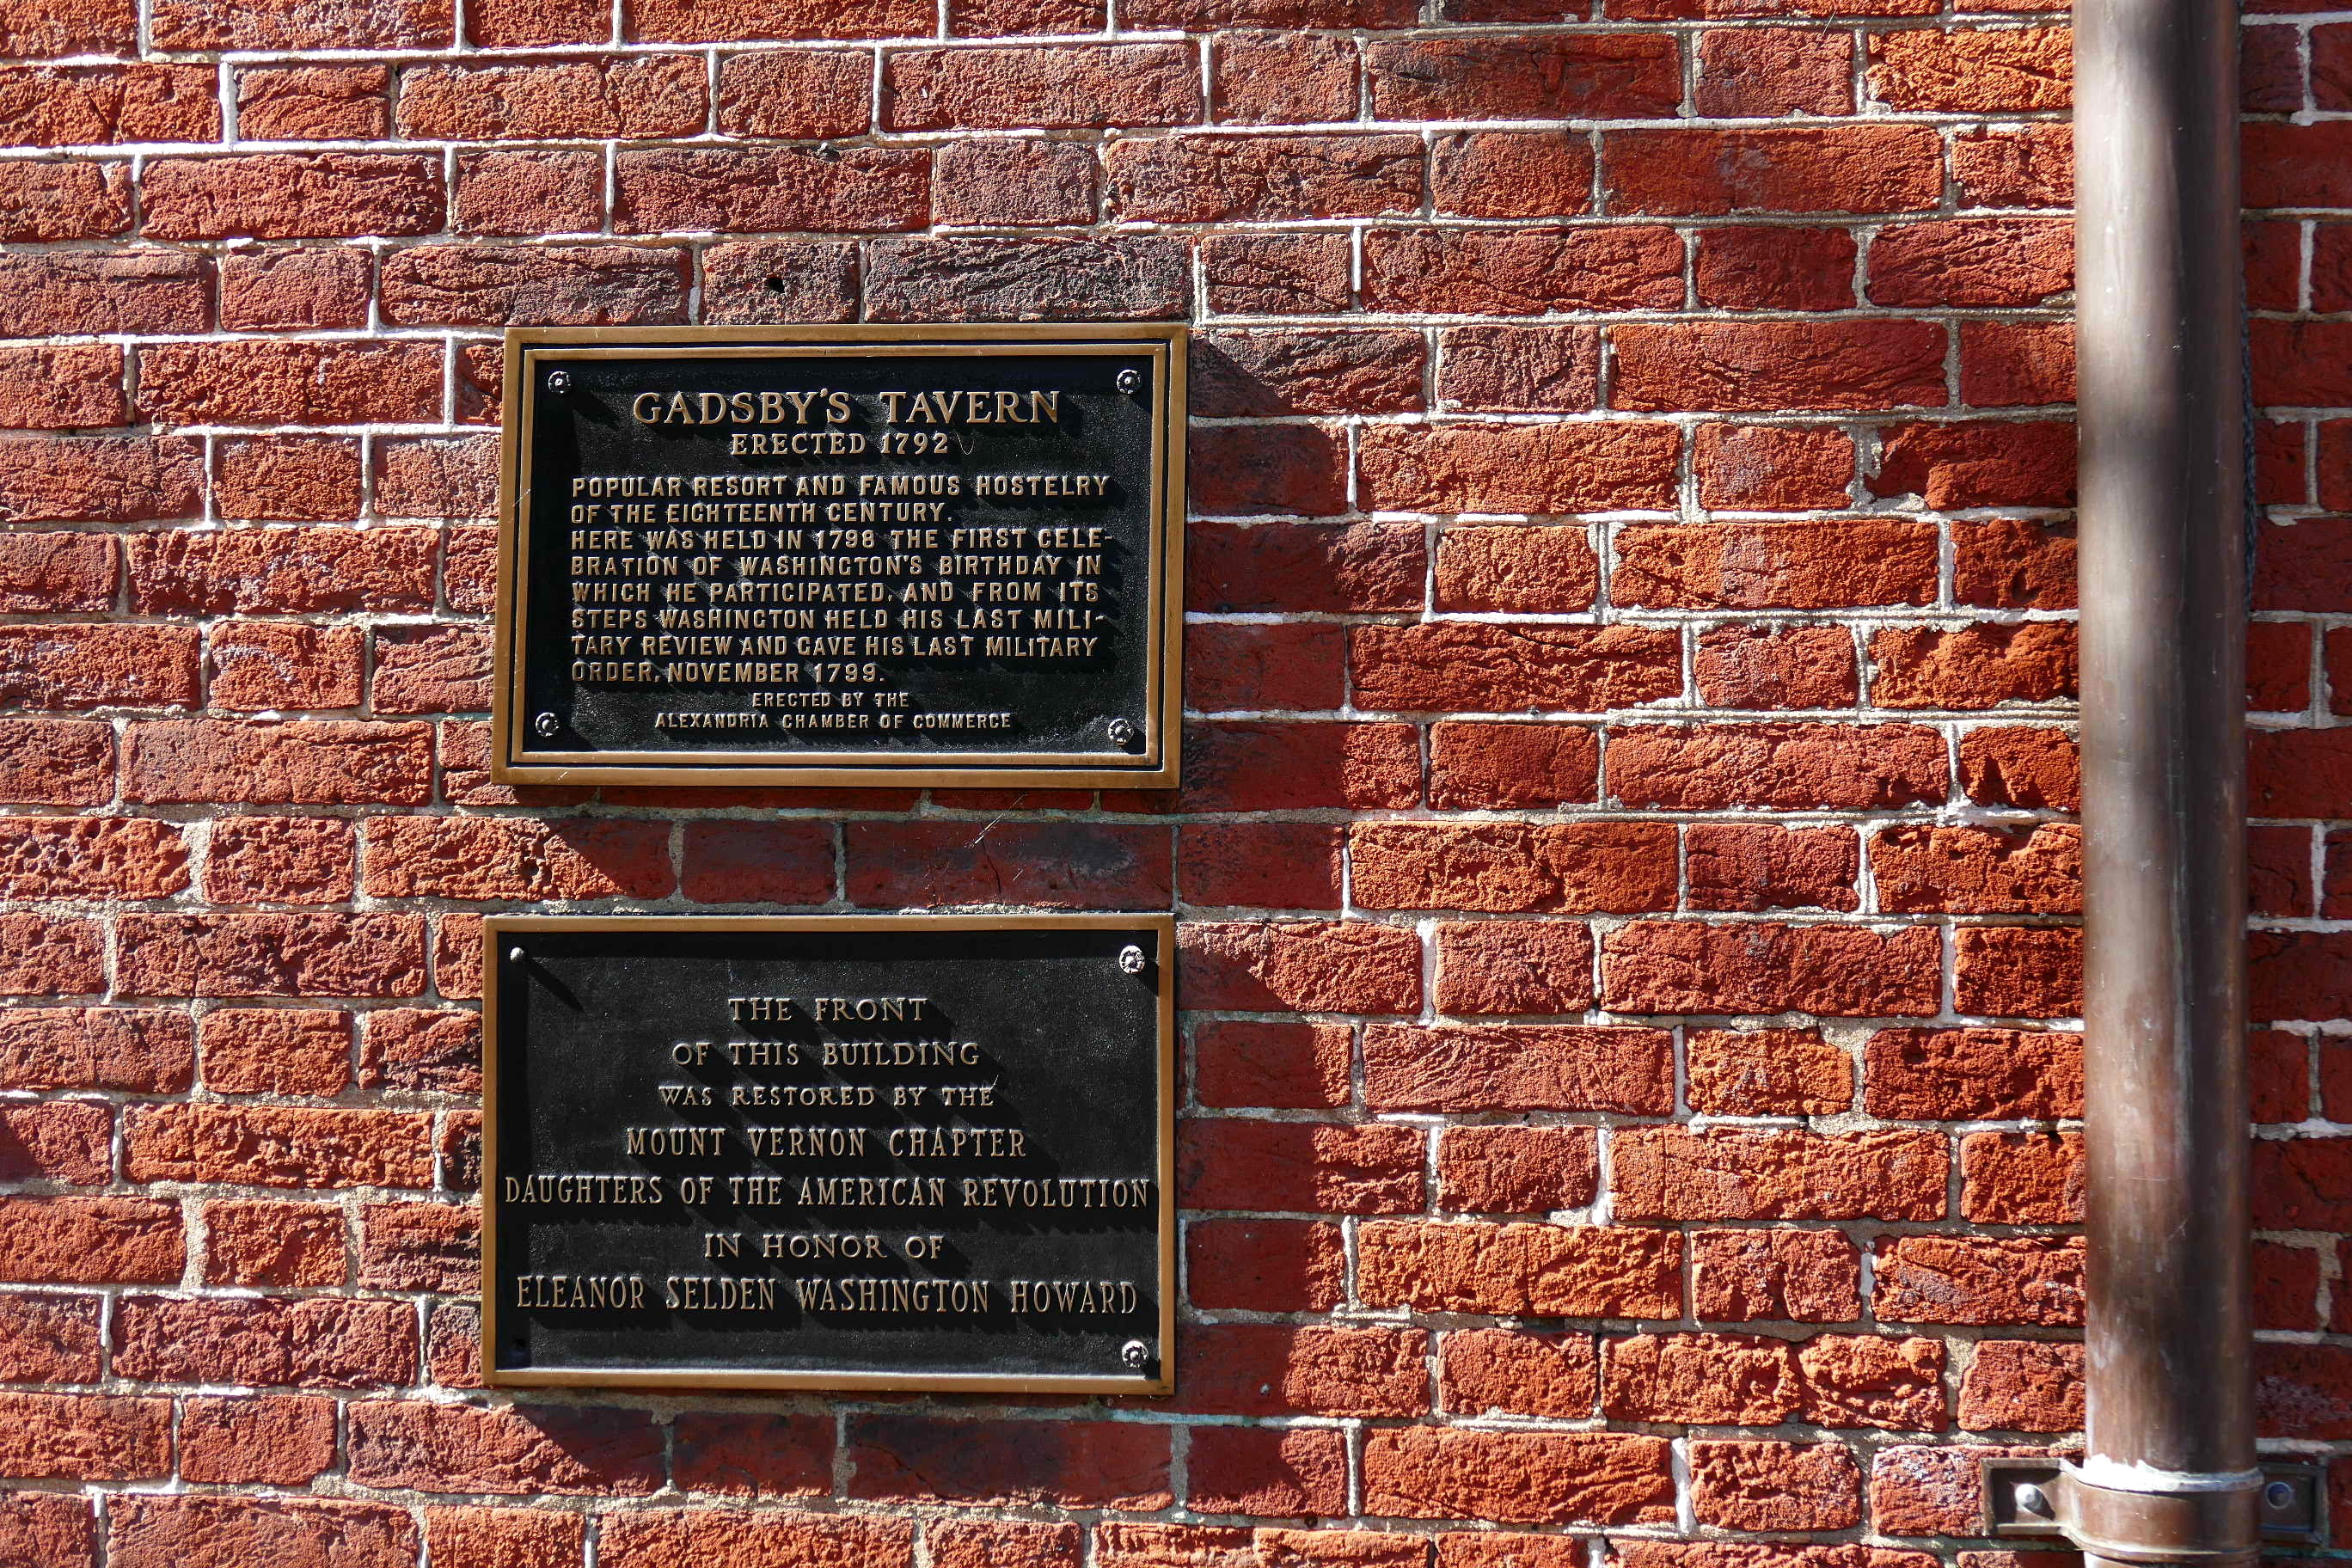 GADSBY'S TAVERN
ERECTED 1792
POPULAR RESORT AND FAMOUS HOSTELRY
OF THE EIGHTEENTH CENTURY.
HERE WAS HELD IN 1798 THE FIRST CELE-
BRATION OF WASHINGTON'S BIRTHDAY IN
WHICH HE PARTICIPATED, AND FROM ITS
STEPS WASHINGTON HELD HIS LAST MILI-
TARY REVIEW AND GAVE HIS LAST MILITARY
ORDER, NOVEMBER 1799.
ERECTED BY THE
ALEXANDRIA CHAMBER OF COMMERCE
THE FRONT
OF THIS BUILDING
WAS RESTORED BY THE
MOUNT VERNON CHAPTER
DAUGHTERS OF THE AMERICAN REVOLUTION
IN HONOR OF
ELEANOR SELDEN WASHINGTON HOWARD